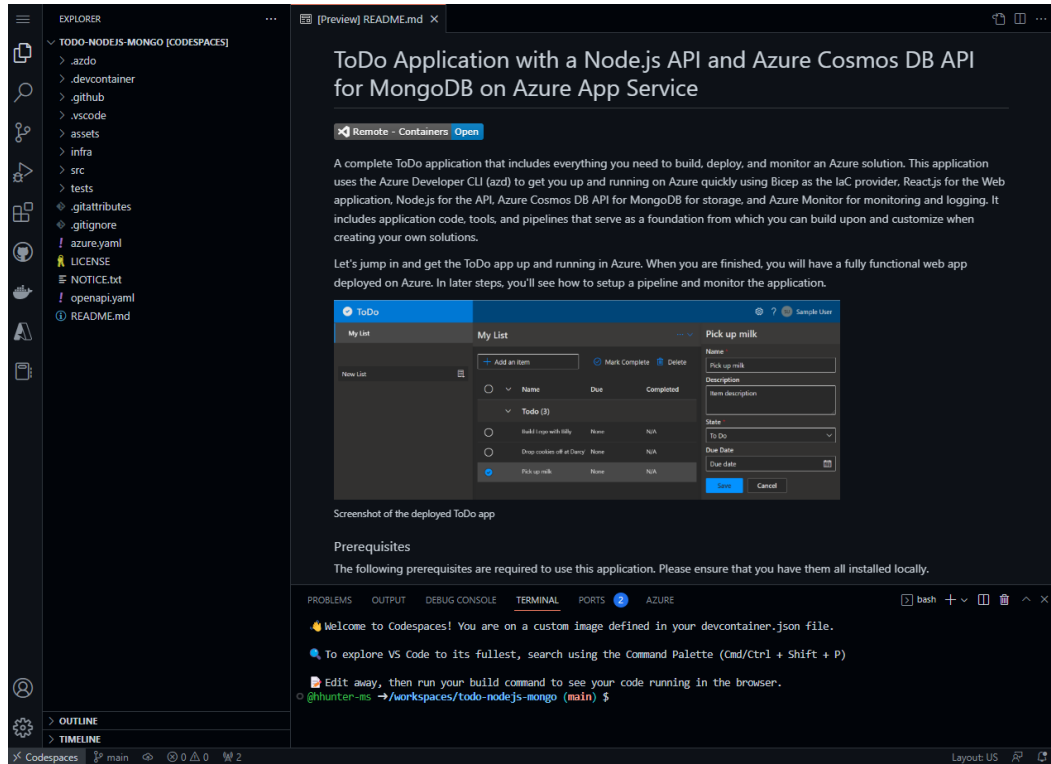 EXPLORER
TODO-NODEJS-MONGO [CODESPACES]
.azdo
.devcontainer
.github
.vscode
assets
infra
src
tests
.gitattributes
.gitignore
azure.yaml
LICENSE
NOTICE.txt
openapi.yaml
README.md
OUTLINE
TIMELINE
[Preview] README.md
ToDo Application with a Node.js API and Azure Cosmos DB API
for MongoDB on Azure App Service
Remote - Containers Open
A complete ToDo application that includes everything you need to build, deploy, and monitor an Azure solution. This application
uses the Azure Developer CLI (azd) to get you up and running on Azure quickly using Bicep as the IaC provider, React.js for the Web
application, Node.js for the API, Azure Cosmos DB API for MongoDB for storage, and Azure Monitor for monitoring and logging. It
includes application code, tools, and pipelines that serve as a foundation from which you can build upon and customize when
creating your own solutions.
Let's jump in and get the ToDo app up and running in Azure. When you are finished, you will have a fully functional web app
deployed on Azure. In later steps, you'll see how to setup a pipeline and monitor the application.
ToDo
? Sample User
My List
New List
My List
Add an item
Mark Complete
Delete
Name Due Completed
Todo (3)
Build Lego with Billy None N/A
Drop cookies off at Darcy None N/A
Pick up milk None N/A
Pick up milk
Name
Pick up milk
Description
Item description
State
To Do
Due Date
Due date
Save Cancel
Screenshot of the deployed ToDo app
Prerequisites
The following prerequisites are required to use this application. Please ensure that you have them all installed locally.
PROBLEMS OUTPUT DEBUG CONSOLE TERMINAL PORTS 2 AZURE
bash
Welcome to Codespaces! You are on a custom image defined in your devcontainer.json file.
To explore VS Code to its fullest, search using the Command Palette (Cmd/Ctrl + Shift + P)
Edit away, then run your build command to see your code running in the browser.
@hhunter-ms →/workspaces/todo-nodejs-mongo (main) $
Codespaces main 0 0 2
Layout: US